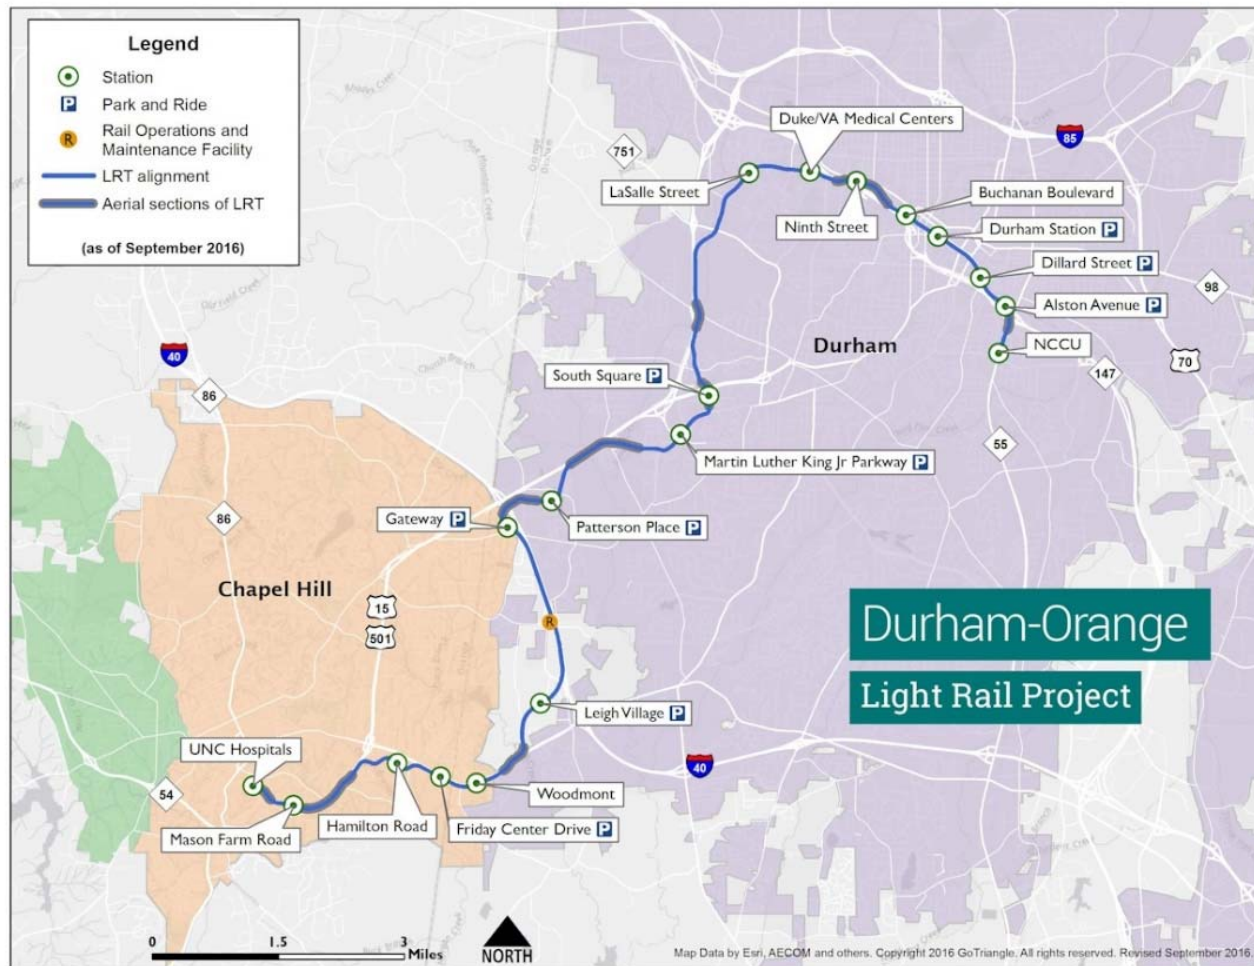 Legend
Station
P Park and Ride
R Rail Operations and
Maintenance Facility
LRT alignment
Aerial sections of LRT
(as of September 2016)
Duke/VA Medical Centers
85
751
LaSalle Street
Buchanan Boulevard
Ninth Street
Durham Station P
Dillard Street P
98
Alston Avenue P
Durham
NCCU
40
70
147
South Square P
86
55
Martin Luther King Jr Parkway P
86
Gateway P
Patterson Place P
Chapel Hill
15
501
R
Durham-Orange
Light Rail Project
Leigh Village P
UNC Hospitals
40
54
Woodmont
Hamilton Road
Friday Center Drive P
Mason Farm Road
0 1.5 3
Miles
NORTH
Map Data by Esri, AECOM and others. Copyright 2016 GoTriangle. All rights reserved. Revised September 2016.